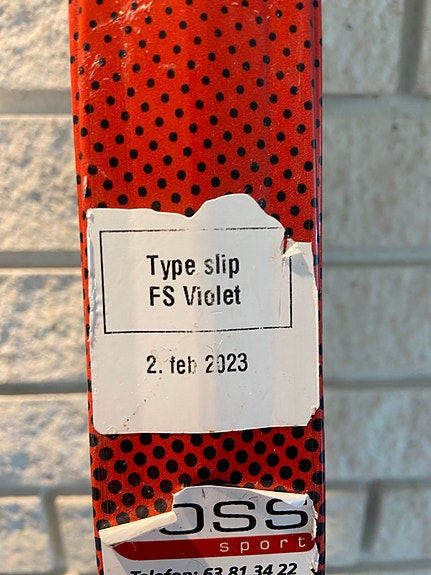 Type slip
FS Violet
2. feb 2023
OSS
sport
Telefon: 63 81 34 22